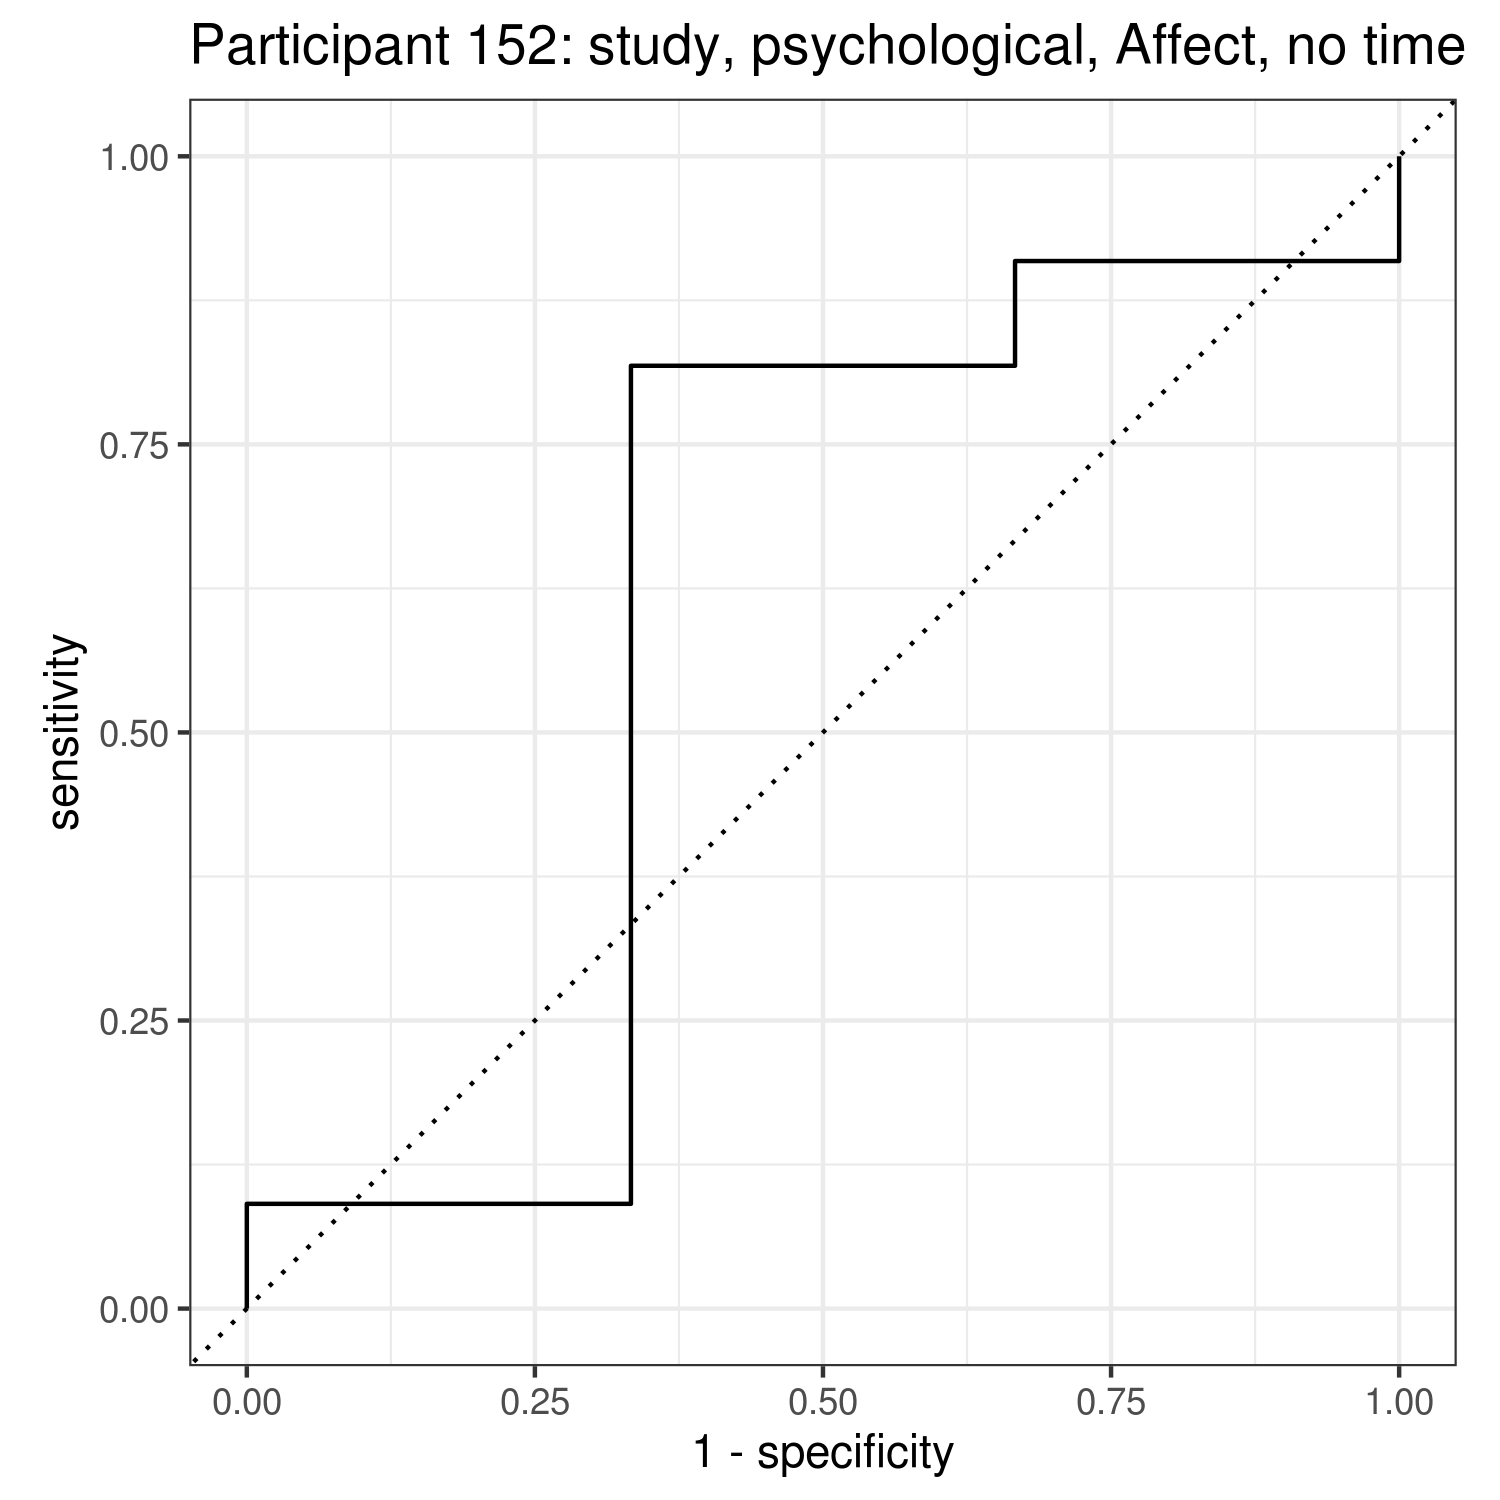 Participant 152: study, psychological, Affect, no time
sensitivity
1.00
0.75
0.50
0.25
0.00
0.00 0.25 0.50 0.75 1.00
1 - specificity